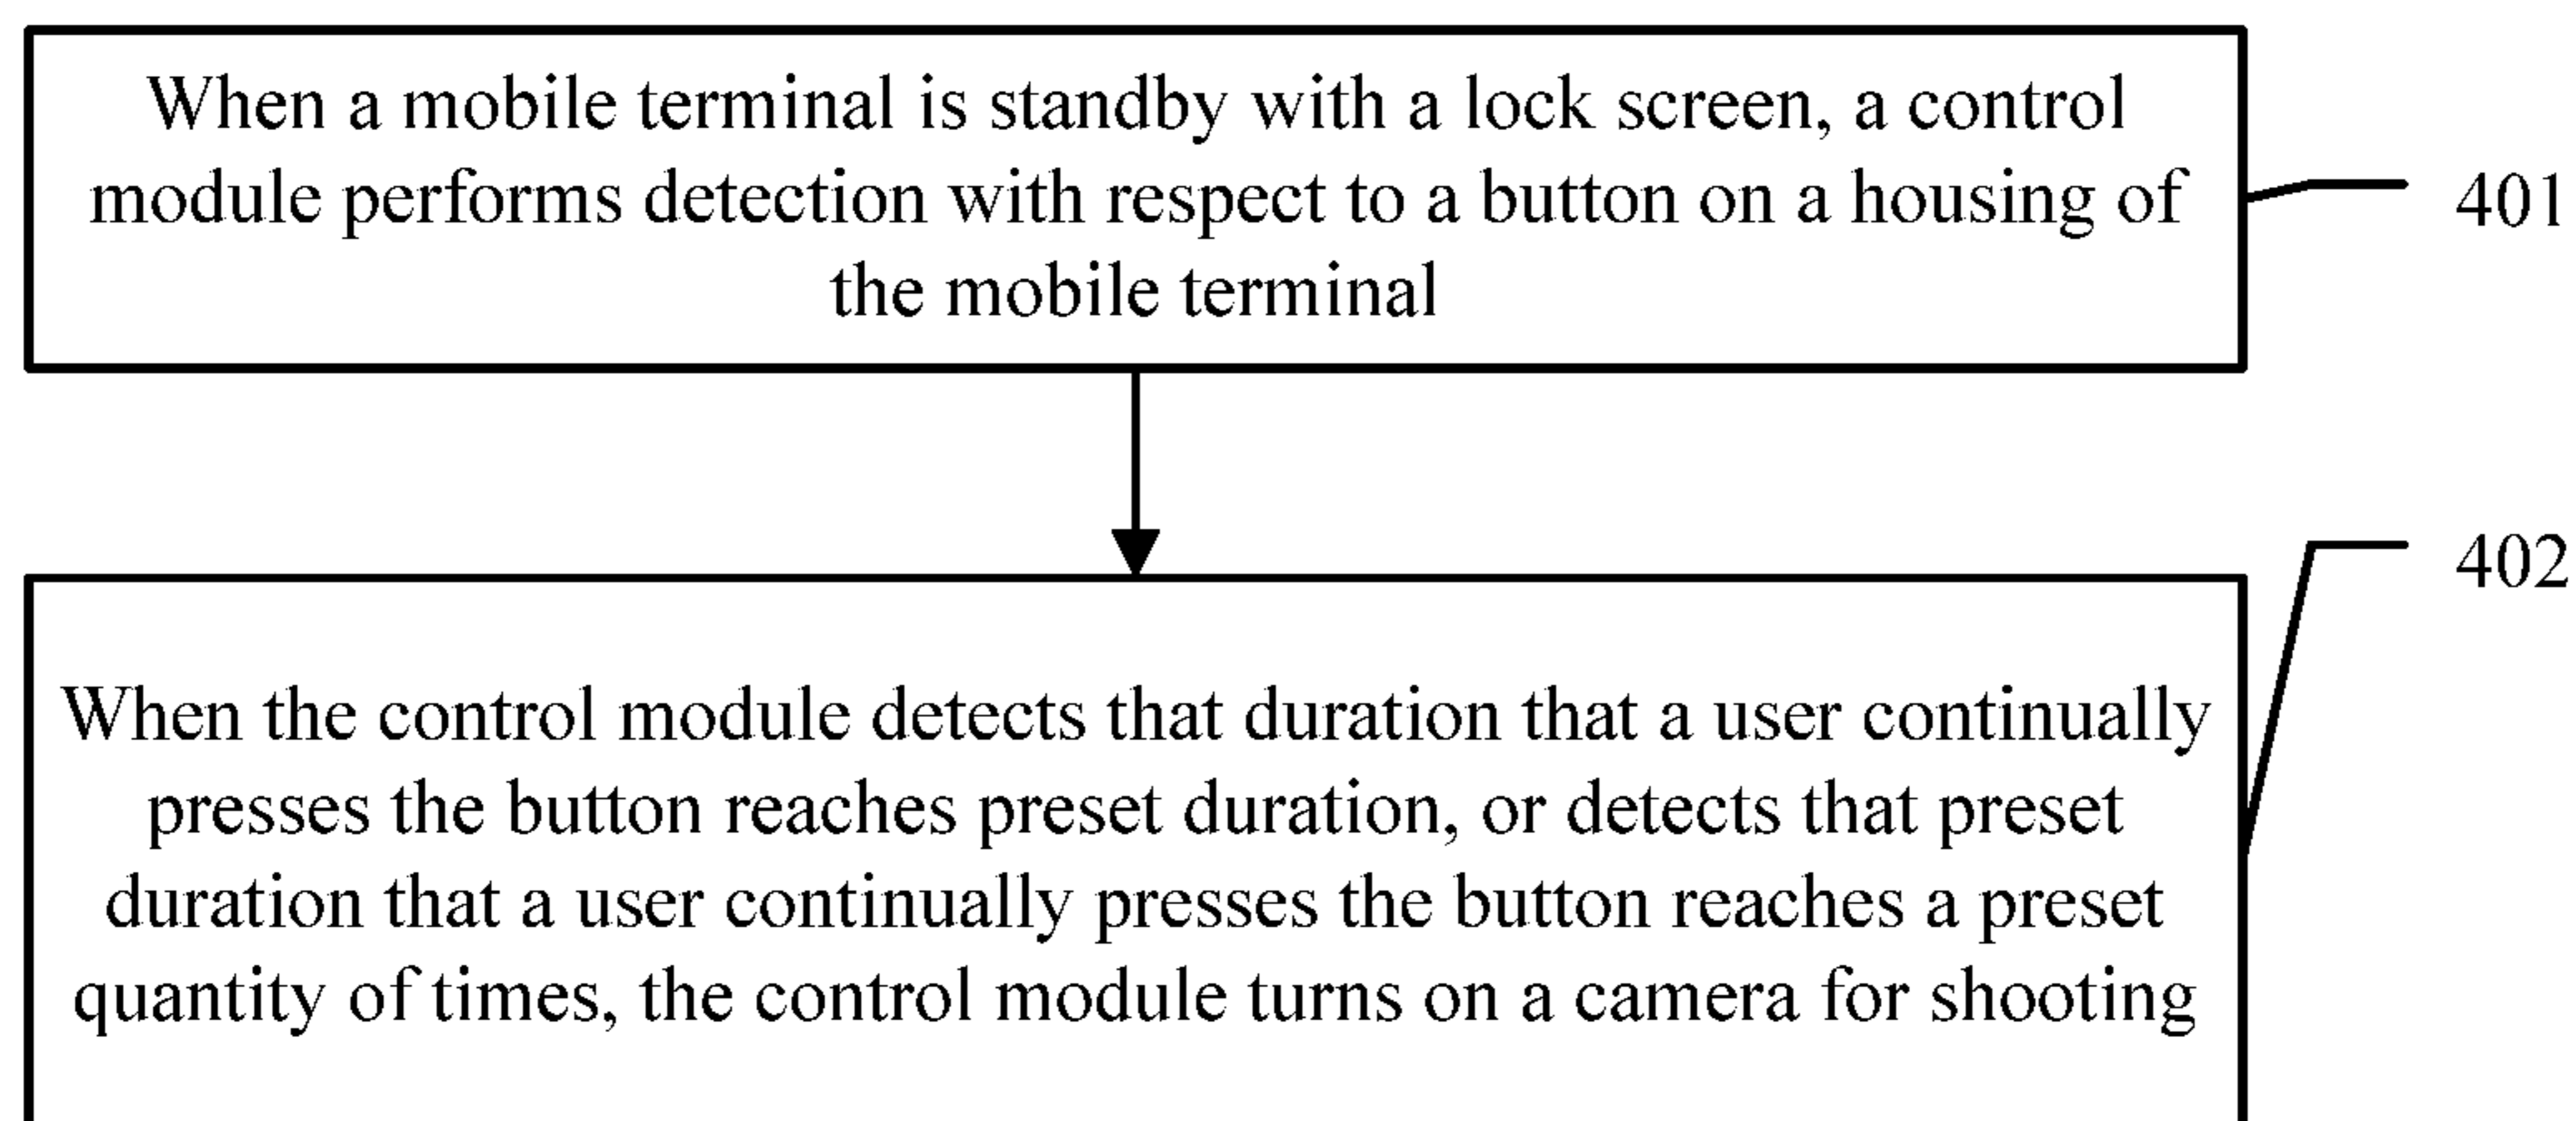 When a mobile terminal is standby with a lock screen, a control
module performs detection with respect to a button on a housing of
the mobile terminal
401
402
When the control module detects that duration that a user continually
presses the button reaches preset duration, or detects that preset
duration that a user continually presses the button reaches a preset
quantity of times, the control module turns on a camera for shooting